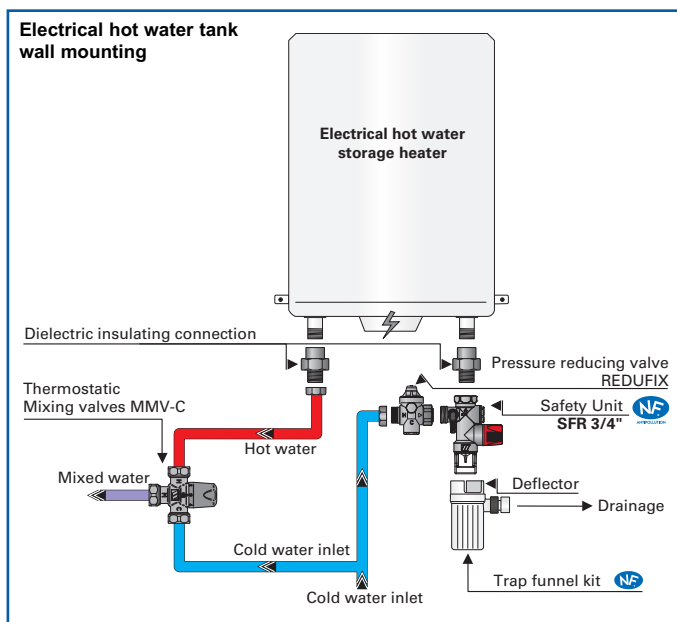 Electrical hot water tank
wall mounting
Electrical hot water
storage heater
Dielectric insulating connection
Pressure reducing valve
REDUFIX
Thermostatic
Mixing valves MMV-C
Safety Unit
SFR 3/4"
NF
ANTIPOLLUTION
Hot water
Mixed water
H
M
C
Deflector
Drainage
Cold water inlet
Trap funnel kit
NF
Cold water inlet